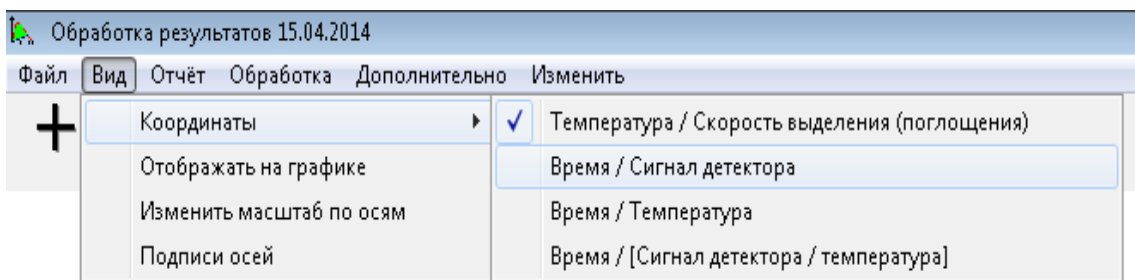 Обработка результатов 15.04.2014
Файл Вид Отчёт Обработка Дополнительно Изменить
Координаты
Отображать на графике
Изменить масштаб по осям
Подписи осей
Температура / Скорость выделения (поглощения)
Время / Сигнал детектора
Время / Температура
Время / [Сигнал детектора / температура]